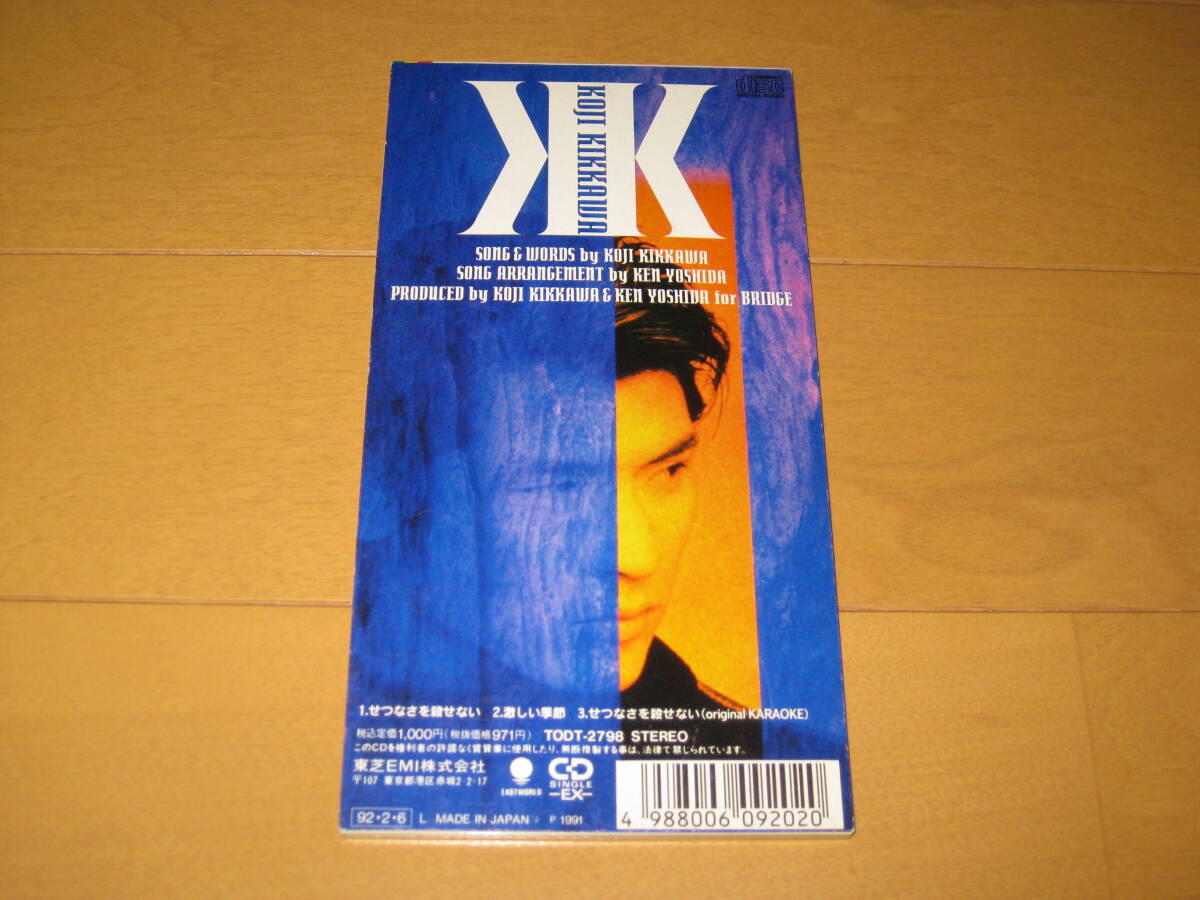 KK
KOJI KIKKAWA
COMPACT
disc
DIGITAL AUDIO
SONG & WORDS by KOJI KIKKAWA
SONG ARRANGEMENT by KEN YOSHIDA
PRODUCED by KOJI KIKKAWA & KEN YOSHIDA for BRIDGE
1.せつなさを殺せない 2.激しい季節 3.せつなさを殺せない(original KARAOKE)
税込定価1,000円(税抜価格971円) TODT-2798 STEREO
このCDを権利者の許諾なく賃貸業に使用したり、無断複製する事は、法律で禁じられています。
東芝EMI株式会社
〒107 東京都港区赤坂2-2-17
EASTWORLD
CD
SINGLE
-EX-
92・2・6 L MADE IN JAPAN P 1991
4 988006 092020